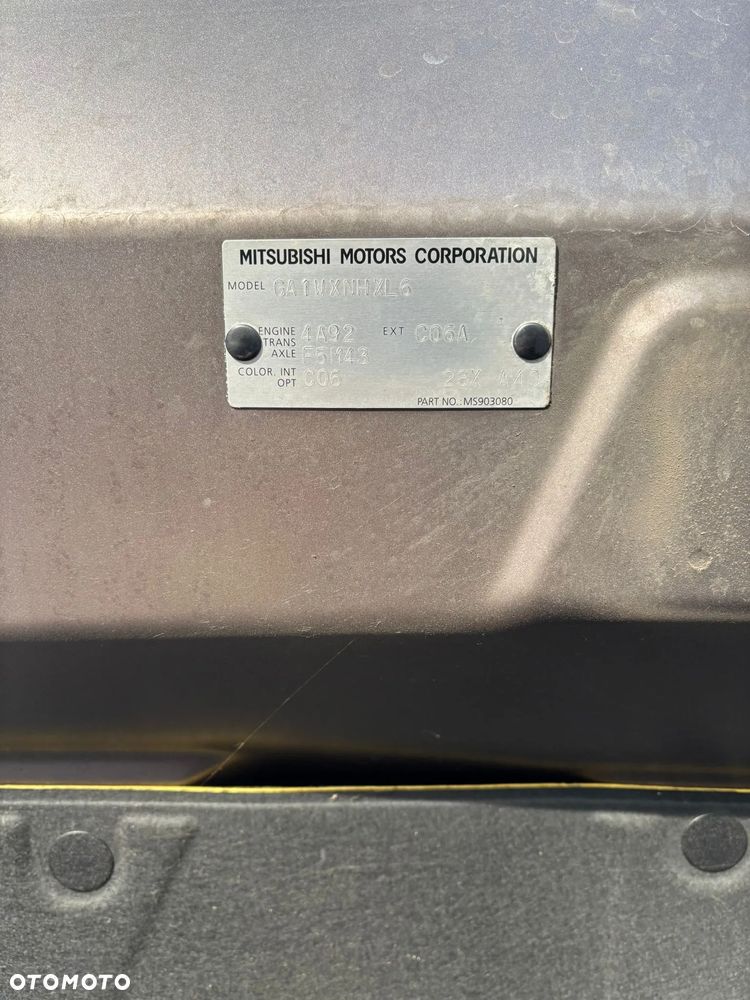 MITSUBISHI MOTORS CORPORATION
MODEL GA1WXNHXL6
ENGINE 4A92 EXT C06A
TRANS
AXLE F5M43
COLOR. INT C06 26X
OPT
PART NO.: MS903080
OTOMOTO